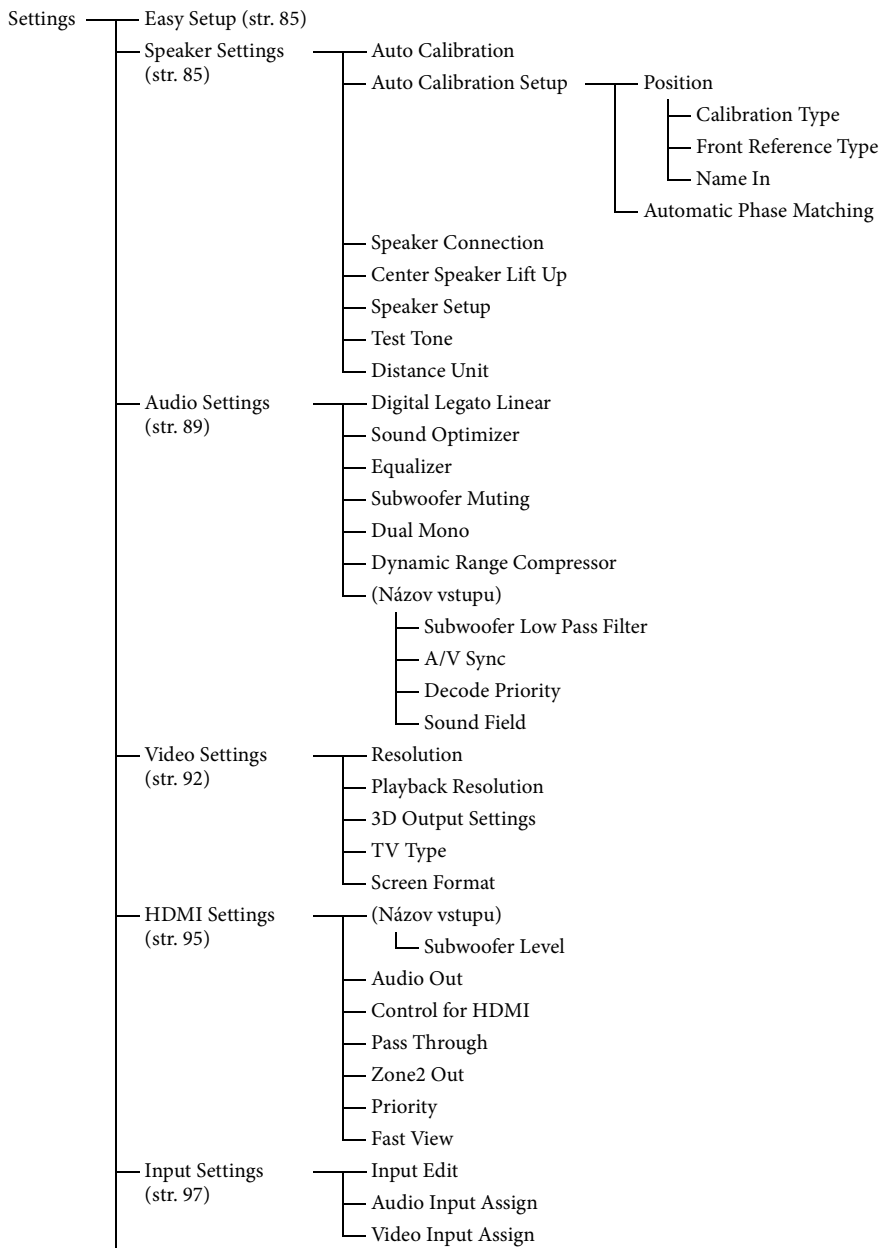 Settings
Easy Setup (str. 85)
Speaker Settings
(str. 85)
Auto Calibration
Auto Calibration Setup
Position
Calibration Type
Front Reference Type
Name In
Automatic Phase Matching
Speaker Connection
Center Speaker Lift Up
Speaker Setup
Test Tone
Distance Unit
Audio Settings
(str. 89)
Digital Legato Linear
Sound Optimizer
Equalizer
Subwoofer Muting
Dual Mono
Dynamic Range Compressor
(Názov vstupu)
Subwoofer Low Pass Filter
A/V Sync
Decode Priority
Sound Field
Video Settings
(str. 92)
Resolution
Playback Resolution
3D Output Settings
TV Type
Screen Format
HDMI Settings
(str. 95)
(Názov vstupu)
Subwoofer Level
Audio Out
Control for HDMI
Pass Through
Zone2 Out
Priority
Fast View
Input Settings
(str. 97)
Input Edit
Audio Input Assign
Video Input Assign